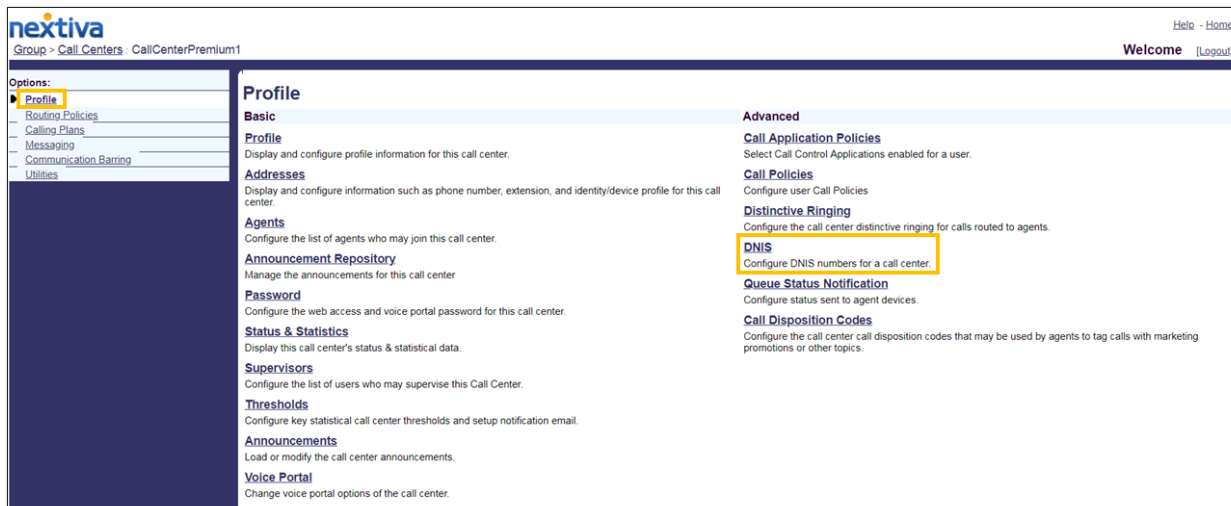 nextiva
Help - Home
Group > Call Centers : CallCenterPremium1
Welcome [Logout
Options:
Profile
Routing Policies
Calling Plans
Messaging
Communication Barring
Utilities
Profile
Basic
Profile
Display and configure profile information for this call center.
Addresses
Display and configure information such as phone number, extension, and identity/device profile for this call
center.
Agents
Configure the list of agents who may join this call center.
Announcement Repository
Manage the announcements for this call center
Password
Configure the web access and voice portal password for this call center.
Status & Statistics
Display this call center's status & statistical data.
Supervisors
Configure the list of users who may supervise this Call Center.
Thresholds
Configure key statistical call center thresholds and setup notification email.
Announcements
Load or modify the call center announcements.
Voice Portal
Change voice portal options of the call center.
Advanced
Call Application Policies
Select Call Control Applications enabled for a user.
Call Policies
Configure user Call Policies
Distinctive Ringing
Configure the call center distinctive ringing for calls routed to agents.
DNIS
Configure DNIS numbers for a call center.
Queue Status Notification
Configure status sent to agent devices.
Call Disposition Codes
Configure the call center call disposition codes that may be used by agents to tag calls with marketing
promotions or other topics.